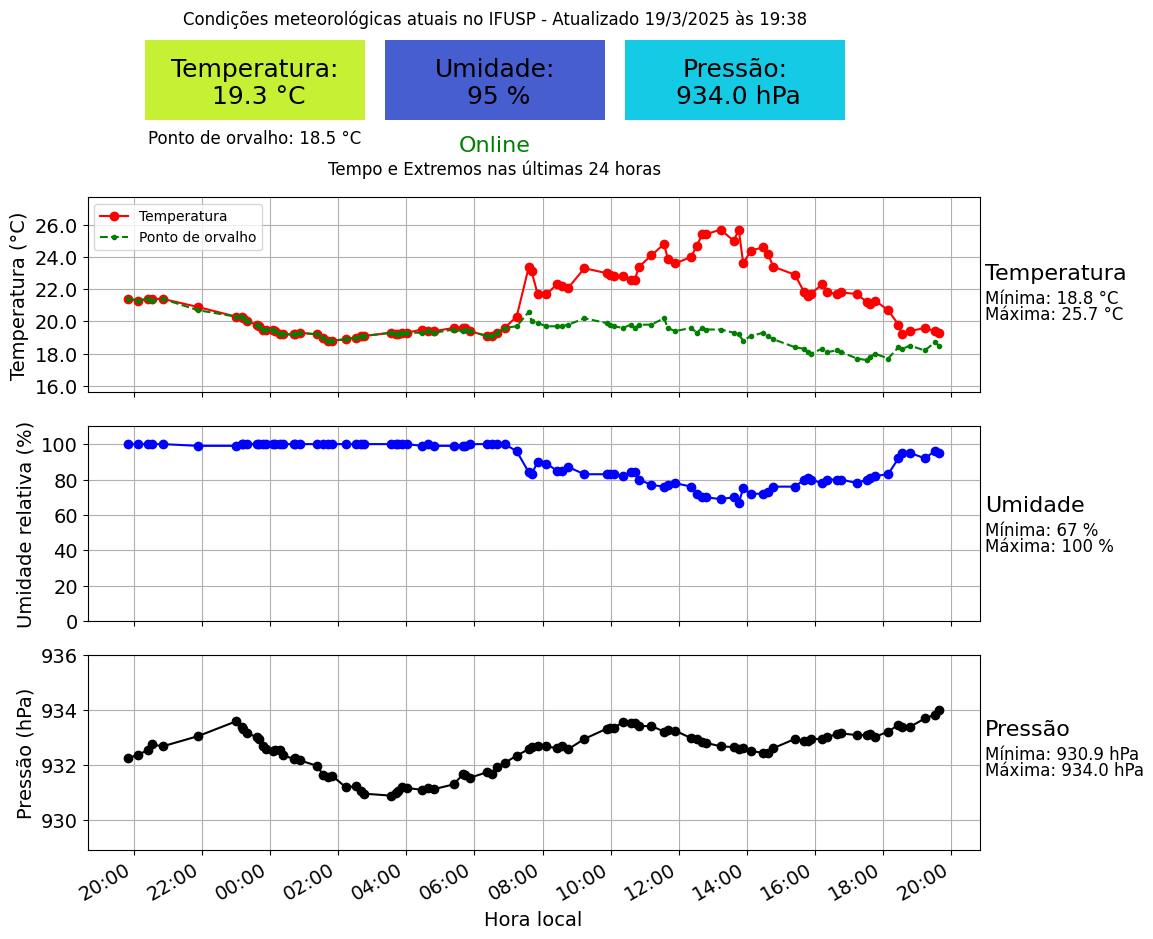 Condições meteorológicas atuais no IFUSP - Atualizado 19/3/2025 às 19:38
Temperatura:
19.3 °C
Umidade:
95 %
Pressão:
934.0 hPa
Ponto de orvalho: 18.5 °C
Online
Tempo e Extremos nas últimas 24 horas
Temperatura (°C)
26.0
24.0
22.0
20.0
18.0
16.0
Temperatura
Ponto de orvalho
Temperatura
Mínima: 18.8 °C
Máxima: 25.7 °C
Umidade relativa (%)
100
80
60
40
20
0
Umidade
Mínima: 67 %
Máxima: 100 %
Pressão (hPa)
936
934
932
930
Pressão
Mínima: 930.9 hPa
Máxima: 934.0 hPa
20:00
22:00
00:00
02:00
04:00
06:00
08:00
10:00
12:00
14:00
16:00
18:00
20:00
Hora local